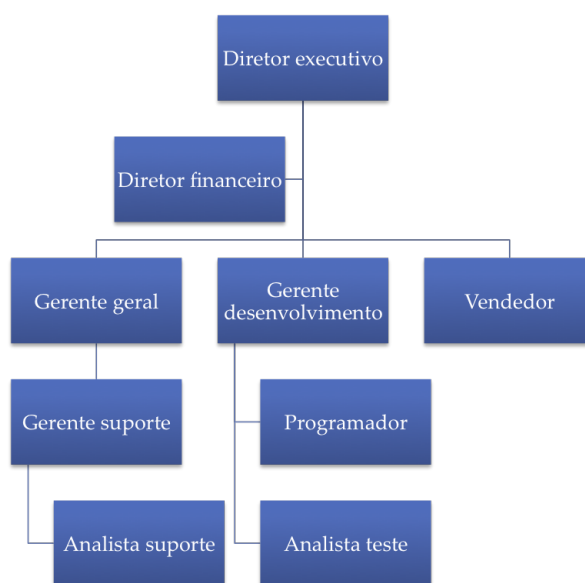 Diretor executivo
Diretor financeiro
Gerente geral
Gerente
desenvolvimento
Vendedor
Gerente suporte
Programador
Analista suporte
Analista teste